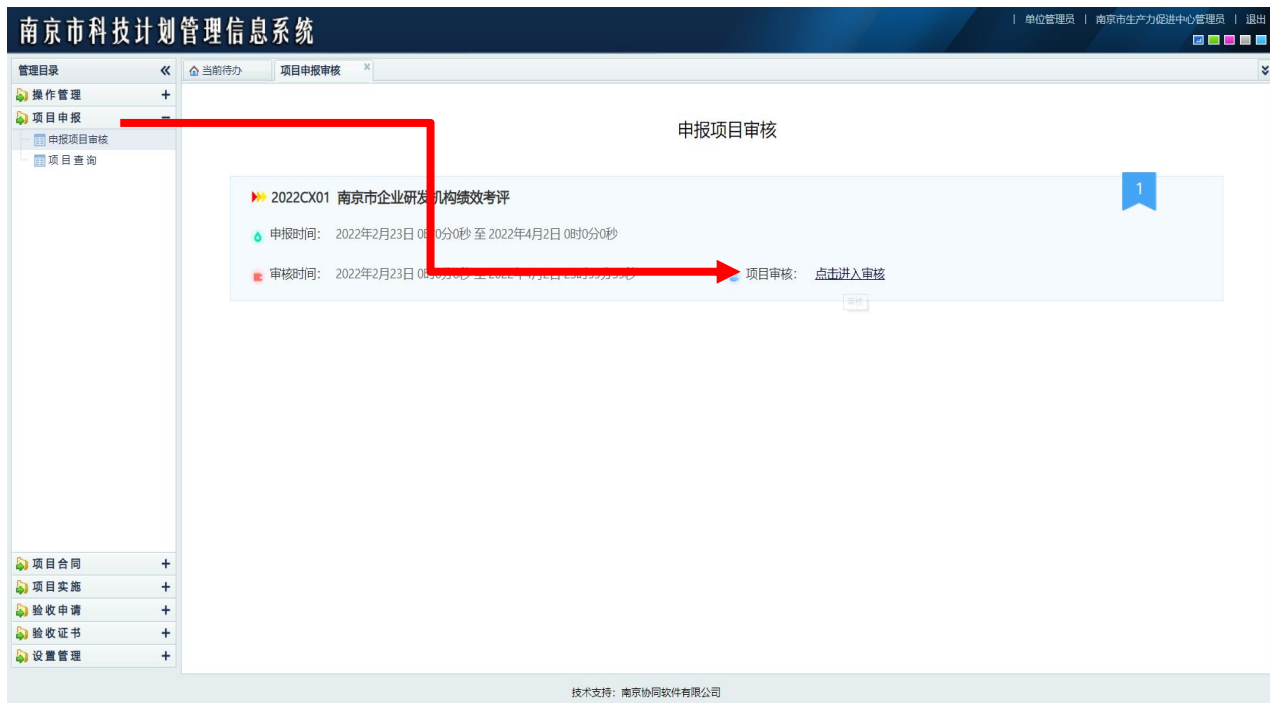 南京市科技计划管理信息系统
| 单位管理员 | 南京市生产力促进中心管理员 | 退出
管理目录
当前待办
项目申报审核
操作管理
项目申报
申报项目审核
项目查询
申报项目审核
2022CX01 南京市企业研发机构绩效考评
1
申报时间： 2022年2月23日 0时0分0秒 至 2022年4月2日 0时0分0秒
审核时间： 2022年2月23日
项目审核： 点击进入审核
审核
项目合同
项目实施
验收申请
验收证书
设置管理
技术支持：南京协同软件有限公司